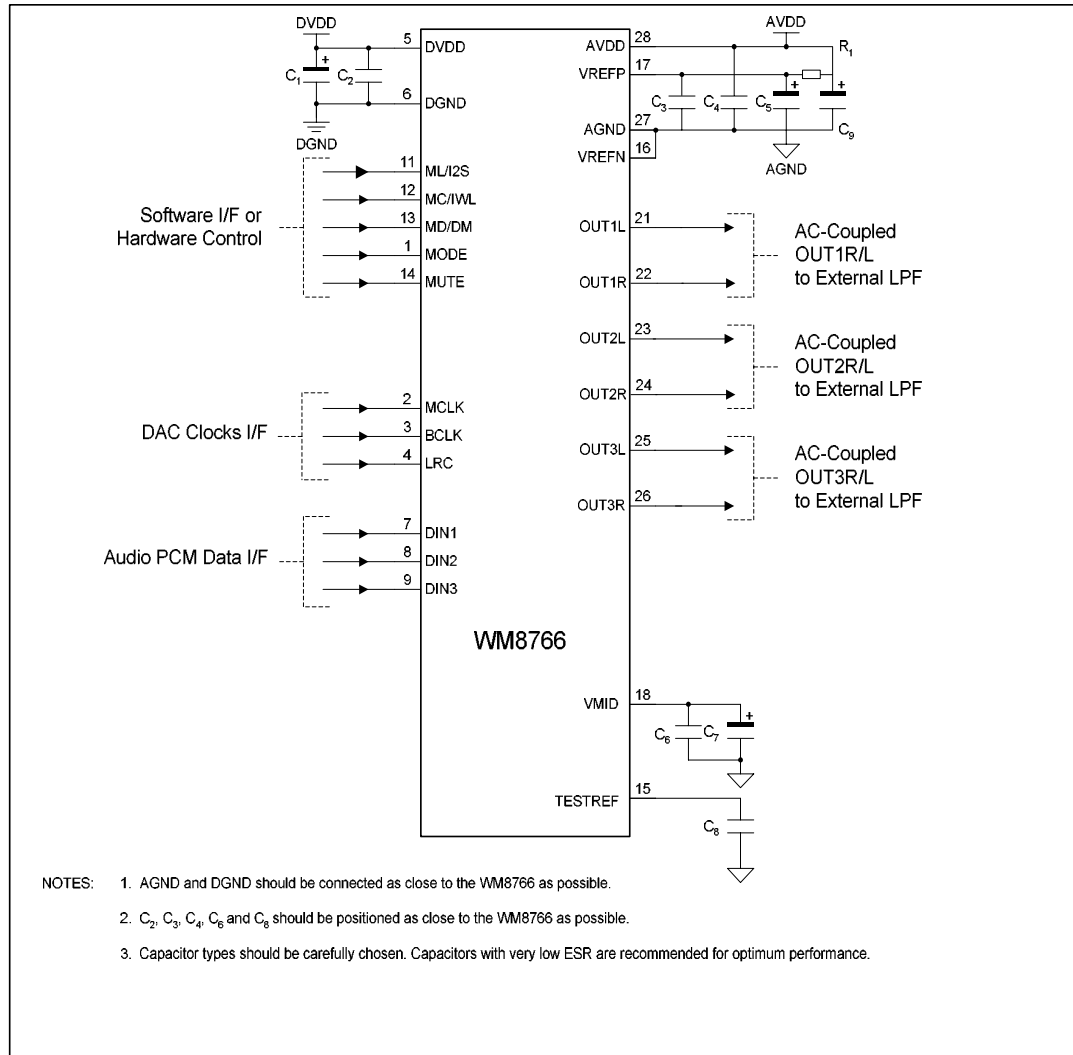 DVDD
AVDD
5
DVDD
AVDD
28
R₁
+
C₁
C₂
VREFP
17
+
+
C₃
C₄
C₅
C₉
6
DGND
AGND
27
VREFN
16
DGND
AGND
Software I/F or
Hardware Control
11
ML/I2S
12
MC/IWL
13
MD/DM
1
MODE
14
MUTE
OUT1L
21
OUT1R
22
AC-Coupled
OUT1R/L
to External LPF
OUT2L
23
OUT2R
24
AC-Coupled
OUT2R/L
to External LPF
DAC Clocks I/F
2
MCLK
3
BCLK
4
LRC
OUT3L
25
OUT3R
26
AC-Coupled
OUT3R/L
to External LPF
Audio PCM Data I/F
7
DIN1
8
DIN2
9
DIN3
WM8766
VMID
18
C₆
C₇
+
TESTREF
15
C₈
NOTES: 1. AGND and DGND should be connected as close to the WM8766 as possible.
2. C₂, C₃, C₄, C₆ and C₈ should be positioned as close to the WM8766 as possible.
3. Capacitor types should be carefully chosen. Capacitors with very low ESR are recommended for optimum performance.